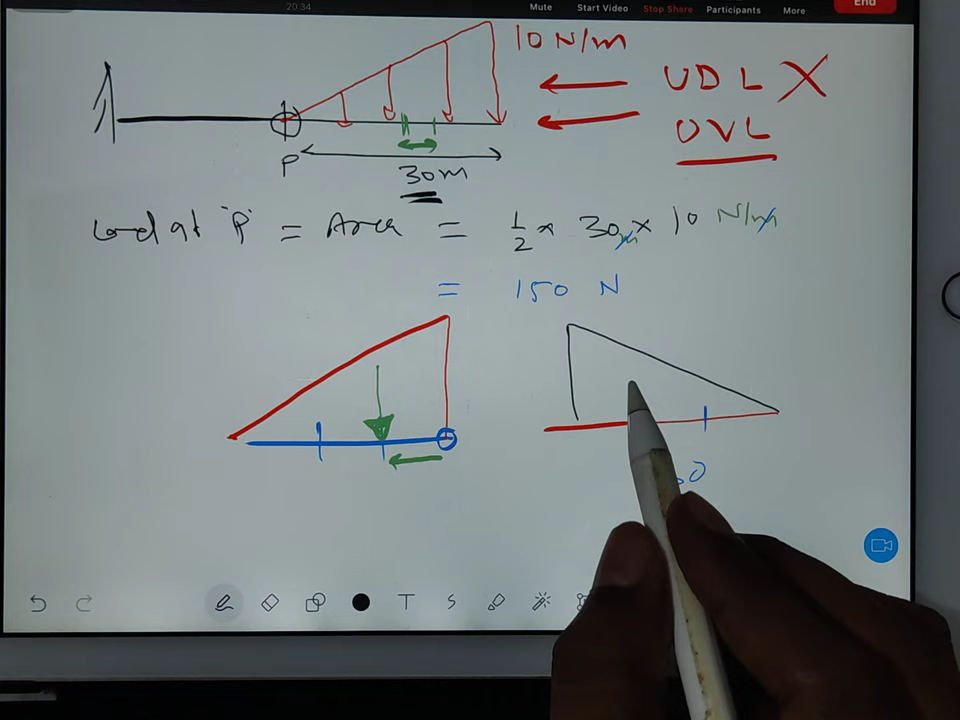 20:34
Mute Start Video Stop Share Participants More End
10 N/m
UDL X
UVL
P
30m
Load at "P" = Area = 1/2 x 30m x 10 N/m
= 150 N
T